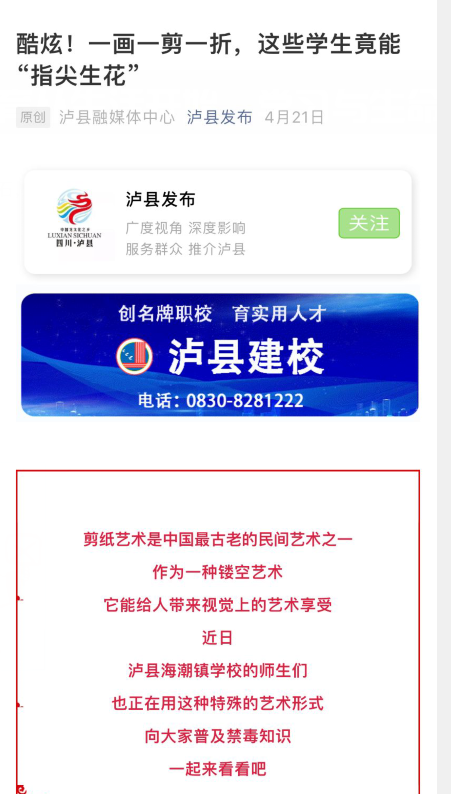 酷炫！一画一剪一折，这些学生竟能
“指尖生花”
原创 泸县融媒体中心 泸县发布 4月21日
泸县发布
广度视角 深度影响
服务群众 推介泸县
关注
LUXIAN SICHUAN
四川·泸县
创名牌职校 育实用人才
泸县建校
电话：0830-8281222
剪纸艺术是中国最古老的民间艺术之一
作为一种镂空艺术
它能给人带来视觉上的艺术享受
近日
泸县海潮镇学校的师生们
也正在用这种特殊的艺术形式
向大家普及禁毒知识
一起来看看吧